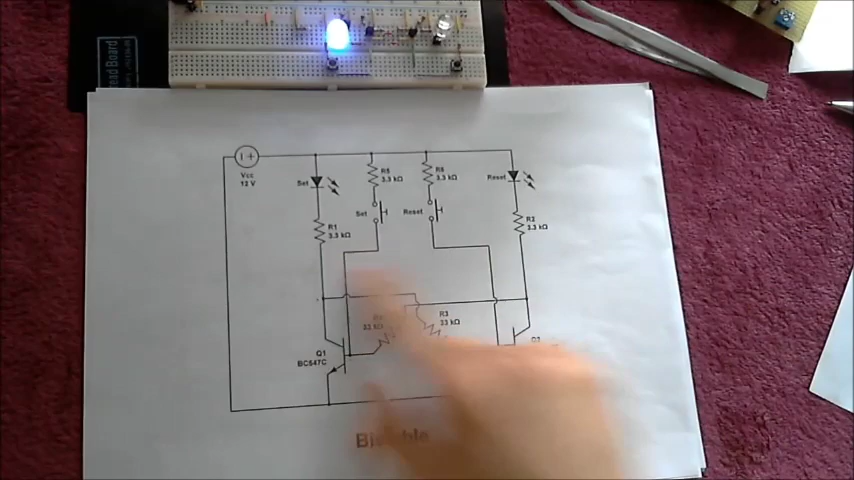 Vcc
12 V
Set
R5
3.3 kΩ
R6
3.3 kΩ
Reset
Set
Reset
R1
3.3 kΩ
R2
3.3 kΩ
R3
33 kΩ
Q1
BC547C